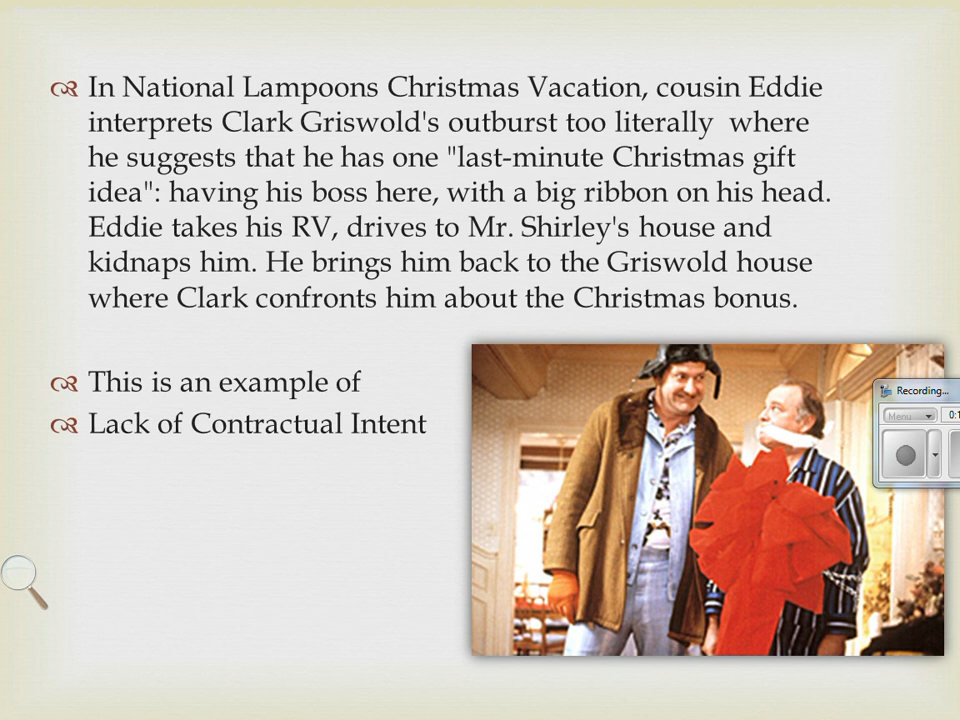 In National Lampoons Christmas Vacation, cousin Eddie
interprets Clark Griswold's outburst too literally  where
he suggests that he has one "last-minute Christmas gift
idea": having his boss here, with a big ribbon on his head.
Eddie takes his RV, drives to Mr. Shirley's house and
kidnaps him. He brings him back to the Griswold house
where Clark confronts him about the Christmas bonus.
This is an example of
Lack of Contractual Intent
Recording...
Menu